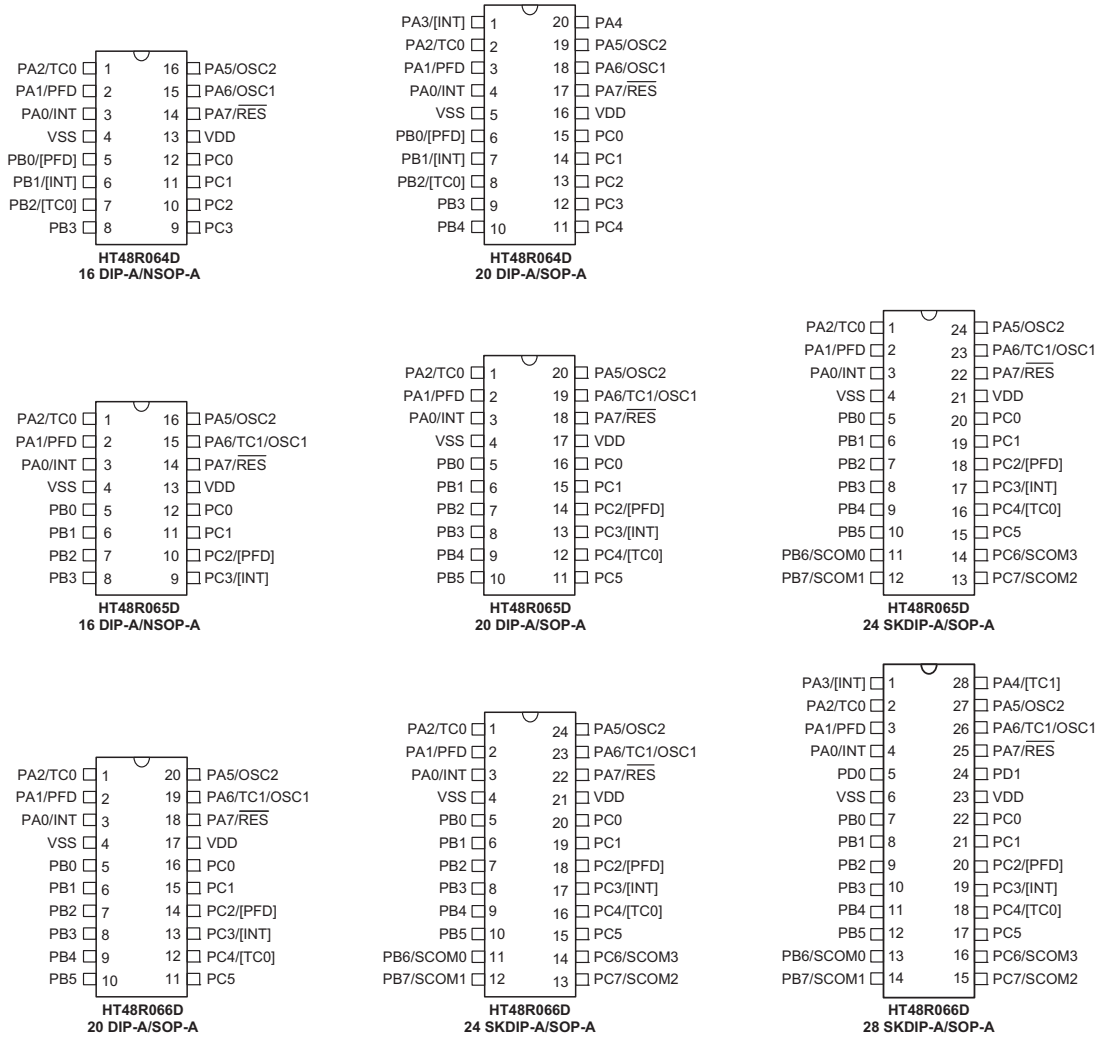 PA2/TC0 1 16 PA5/OSC2
PA1/PFD 2 15 PA6/OSC1
PA0/INT 3 14 PA7/RES
VSS 4 13 VDD
PB0/[PFD] 5 12 PC0
PB1/[INT] 6 11 PC1
PB2/[TC0] 7 10 PC2
PB3 8 9 PC3
HT48R064D
16 DIP-A/NSOP-A
PA3/[INT] 1 20 PA4
PA2/TC0 2 19 PA5/OSC2
PA1/PFD 3 18 PA6/OSC1
PA0/INT 4 17 PA7/RES
VSS 5 16 VDD
PB0/[PFD] 6 15 PC0
PB1/[INT] 7 14 PC1
PB2/[TC0] 8 13 PC2
PB3 9 12 PC3
PB4 10 11 PC4
HT48R064D
20 DIP-A/SOP-A
PA2/TC0 1 16 PA5/OSC2
PA1/PFD 2 15 PA6/TC1/OSC1
PA0/INT 3 14 PA7/RES
VSS 4 13 VDD
PB0 5 12 PC0
PB1 6 11 PC1
PB2 7 10 PC2/[PFD]
PB3 8 9 PC3/[INT]
HT48R065D
16 DIP-A/NSOP-A
PA2/TC0 1 20 PA5/OSC2
PA1/PFD 2 19 PA6/TC1/OSC1
PA0/INT 3 18 PA7/RES
VSS 4 17 VDD
PB0 5 16 PC0
PB1 6 15 PC1
PB2 7 14 PC2/[PFD]
PB3 8 13 PC3/[INT]
PB4 9 12 PC4/[TC0]
PB5 10 11 PC5
HT48R065D
20 DIP-A/SOP-A
PA2/TC0 1 24 PA5/OSC2
PA1/PFD 2 23 PA6/TC1/OSC1
PA0/INT 3 22 PA7/RES
VSS 4 21 VDD
PB0 5 20 PC0
PB1 6 19 PC1
PB2 7 18 PC2/[PFD]
PB3 8 17 PC3/[INT]
PB4 9 16 PC4/[TC0]
PB5 10 15 PC5
PB6/SCOM0 11 14 PC6/SCOM3
PB7/SCOM1 12 13 PC7/SCOM2
HT48R065D
24 SKDIP-A/SOP-A
PA2/TC0 1 20 PA5/OSC2
PA1/PFD 2 19 PA6/TC1/OSC1
PA0/INT 3 18 PA7/RES
VSS 4 17 VDD
PB0 5 16 PC0
PB1 6 15 PC1
PB2 7 14 PC2/[PFD]
PB3 8 13 PC3/[INT]
PB4 9 12 PC4/[TC0]
PB5 10 11 PC5
HT48R066D
20 DIP-A/SOP-A
PA2/TC0 1 24 PA5/OSC2
PA1/PFD 2 23 PA6/TC1/OSC1
PA0/INT 3 22 PA7/RES
VSS 4 21 VDD
PB0 5 20 PC0
PB1 6 19 PC1
PB2 7 18 PC2/[PFD]
PB3 8 17 PC3/[INT]
PB4 9 16 PC4/[TC0]
PB5 10 15 PC5
PB6/SCOM0 11 14 PC6/SCOM3
PB7/SCOM1 12 13 PC7/SCOM2
HT48R066D
24 SKDIP-A/SOP-A
PA3/[INT] 1 28 PA4/[TC1]
PA2/TC0 2 27 PA5/OSC2
PA1/PFD 3 26 PA6/TC1/OSC1
PA0/INT 4 25 PA7/RES
PD0 5 24 PD1
VSS 6 23 VDD
PB0 7 22 PC0
PB1 8 21 PC1
PB2 9 20 PC2/[PFD]
PB3 10 19 PC3/[INT]
PB4 11 18 PC4/[TC0]
PB5 12 17 PC5
PB6/SCOM0 13 16 PC6/SCOM3
PB7/SCOM1 14 15 PC7/SCOM2
HT48R066D
28 SKDIP-A/SOP-A